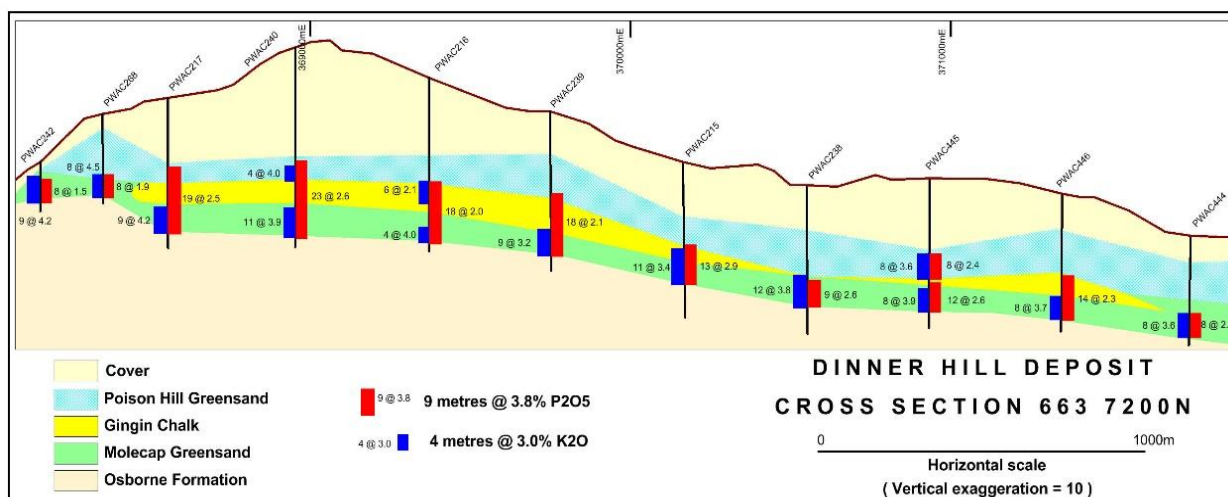 369000mE
370000mE
371000mE
PWAC242
PWAC268
PWAC217
PWAC240
PWAC216
PWAC239
PWAC215
PWAC238
PWAC445
PWAC446
PWAC444
8 @ 4.5
8 @ 1.5
9 @ 4.2
8 @ 1.9
19 @ 2.5
9 @ 4.2
4 @ 4.0
23 @ 2.6
11 @ 3.9
6 @ 2.1
18 @ 2.0
4 @ 4.0
18 @ 2.1
9 @ 3.2
11 @ 3.4
13 @ 2.9
12 @ 3.8
9 @ 2.6
8 @ 3.6
8 @ 2.4
8 @ 3.9
12 @ 2.6
8 @ 3.7
14 @ 2.3
8 @ 3.6
8 @ 2.
Cover
Poison Hill Greensand
Gingin Chalk
Molecap Greensand
Osborne Formation
9 @ 3.8
9 metres @ 3.8% P2O5
4 @ 3.0
4 metres @ 3.0% K2O
DINNER HILL DEPOSIT
CROSS SECTION 663 7200N
0
1000m
Horizontal scale
( Vertical exaggeration = 10 )